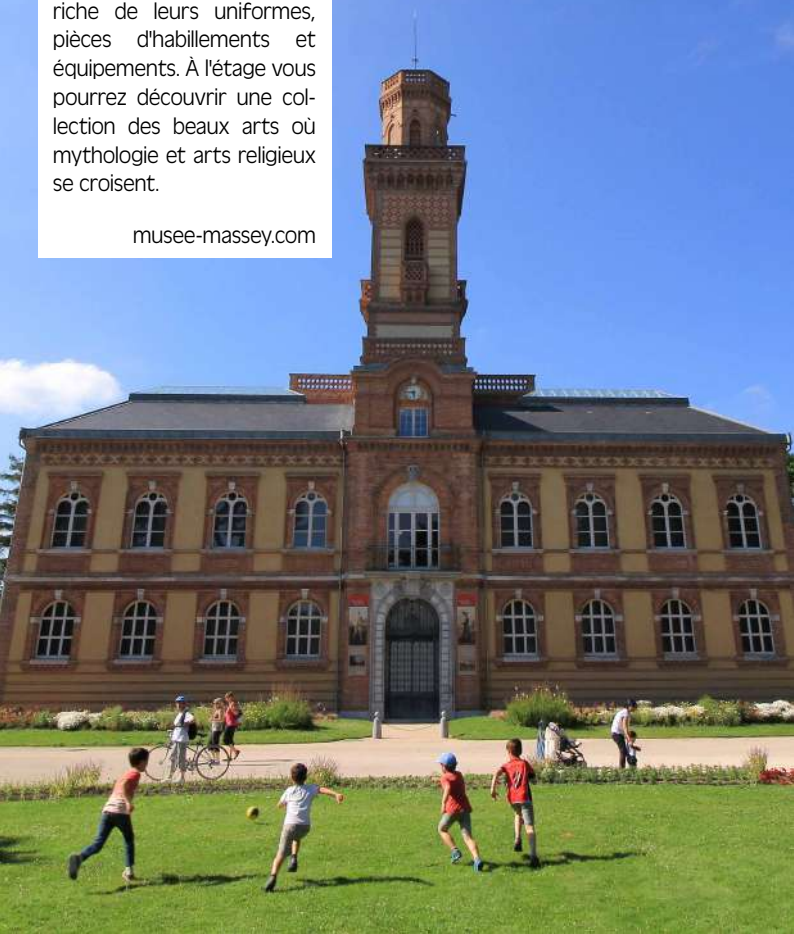 riche de leurs uniformes,
pièces d'habillements et
équipements. À l'étage vous
pourrez découvrir une col-
lection des beaux arts où
mythologie et arts religieux
se croisent.
musee-massey.com